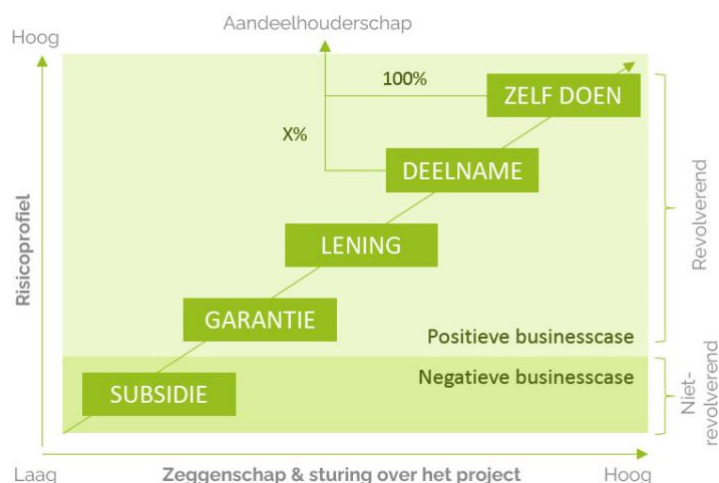 Aandeelhouderschap
Hoog
100%
ZELF DOEN
X%
DEELNAME
LENING
GARANTIE
Positieve businesscase
Negatieve businesscase
SUBSIDIE
Risicoprofiel
Revolverend
Niet-
revolverend
Laag
Zeggenschap & sturing over het project
Hoog